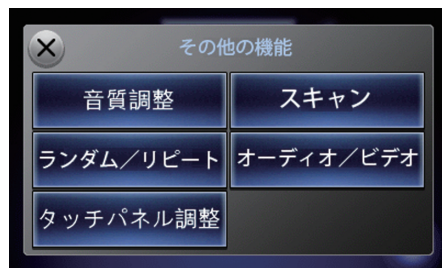 その他の機能
音質調整
スキャン
ランダム／リピート
オーディオ／ビデオ
タッチパネル調整